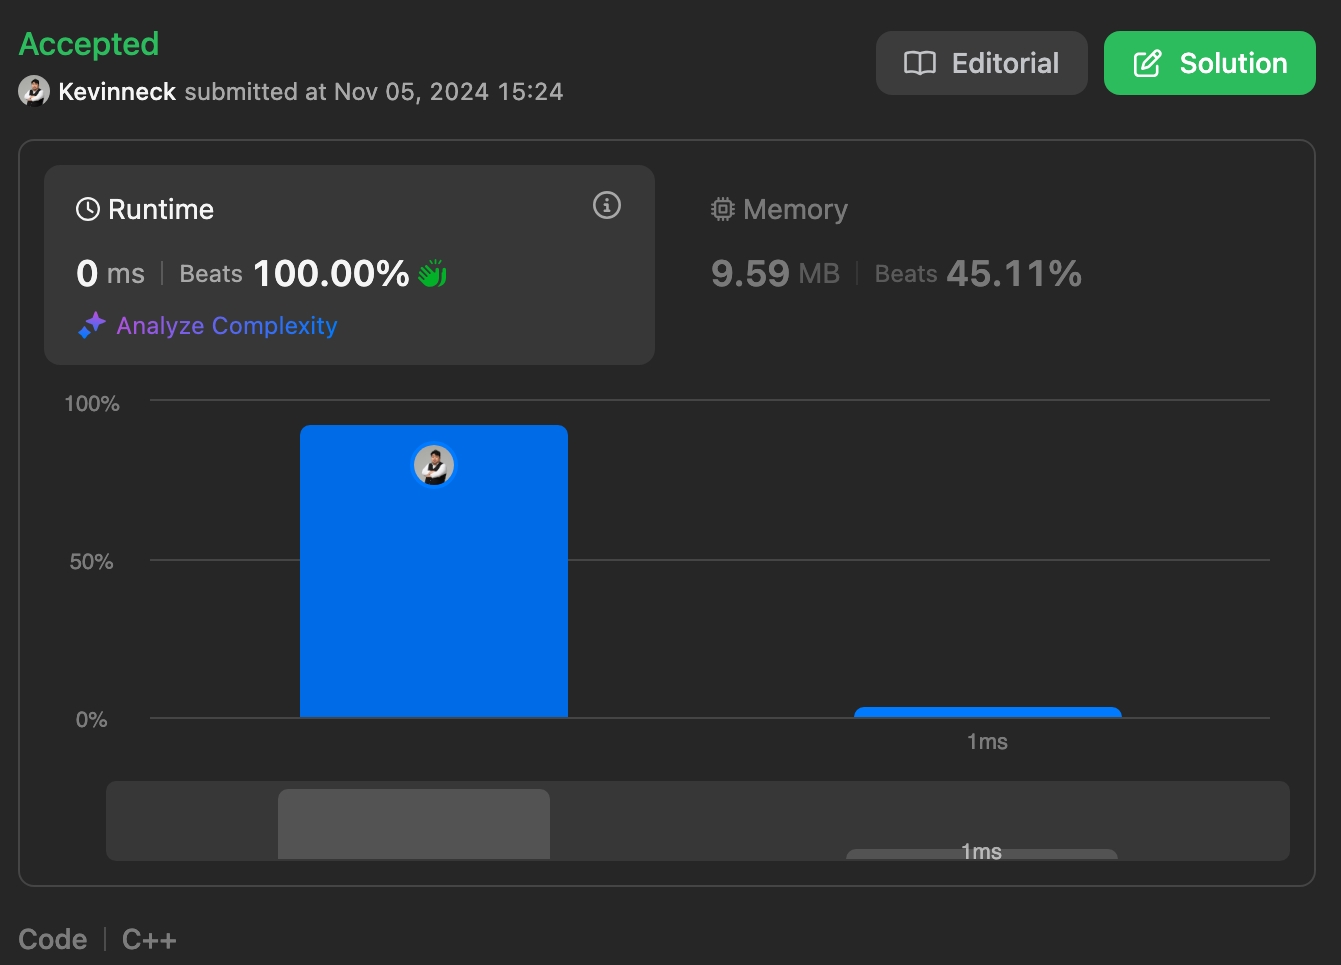 Accepted
Editorial
Solution
Kevinneck submitted at Nov 05, 2024 15:24
Runtime
0 ms | Beats 100.00%
Analyze Complexity
Memory
9.59 MB | Beats 45.11%
100%
50%
0%
1ms
1ms
Code | C++